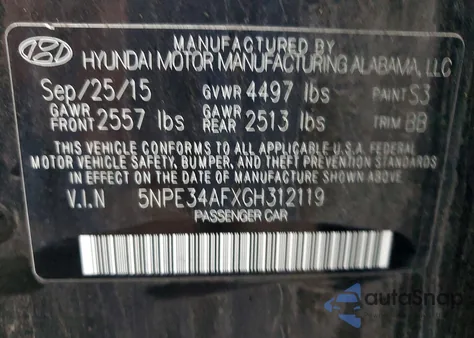 MANUFACTURED BY
HYUNDAI MOTOR MANUFACTURING ALABAMA, LLC
Sep/25/15 GVWR 4497 lbs PAINT S3
GAWR FRONT 2557 lbs GAWR REAR 2513 lbs TRIM BB
THIS VEHICLE CONFORMS TO ALL APPLICABLE U.S.A. FEDERAL
MOTOR VEHICLE SAFETY, BUMPER, AND THEFT PREVENTION STANDARDS
IN EFFECT ON THE DATE OF MANUFACTURE SHOWN ABOVE.
V.I.N 5NPE34AFXGH312119
PASSENGER CAR
autoSnap